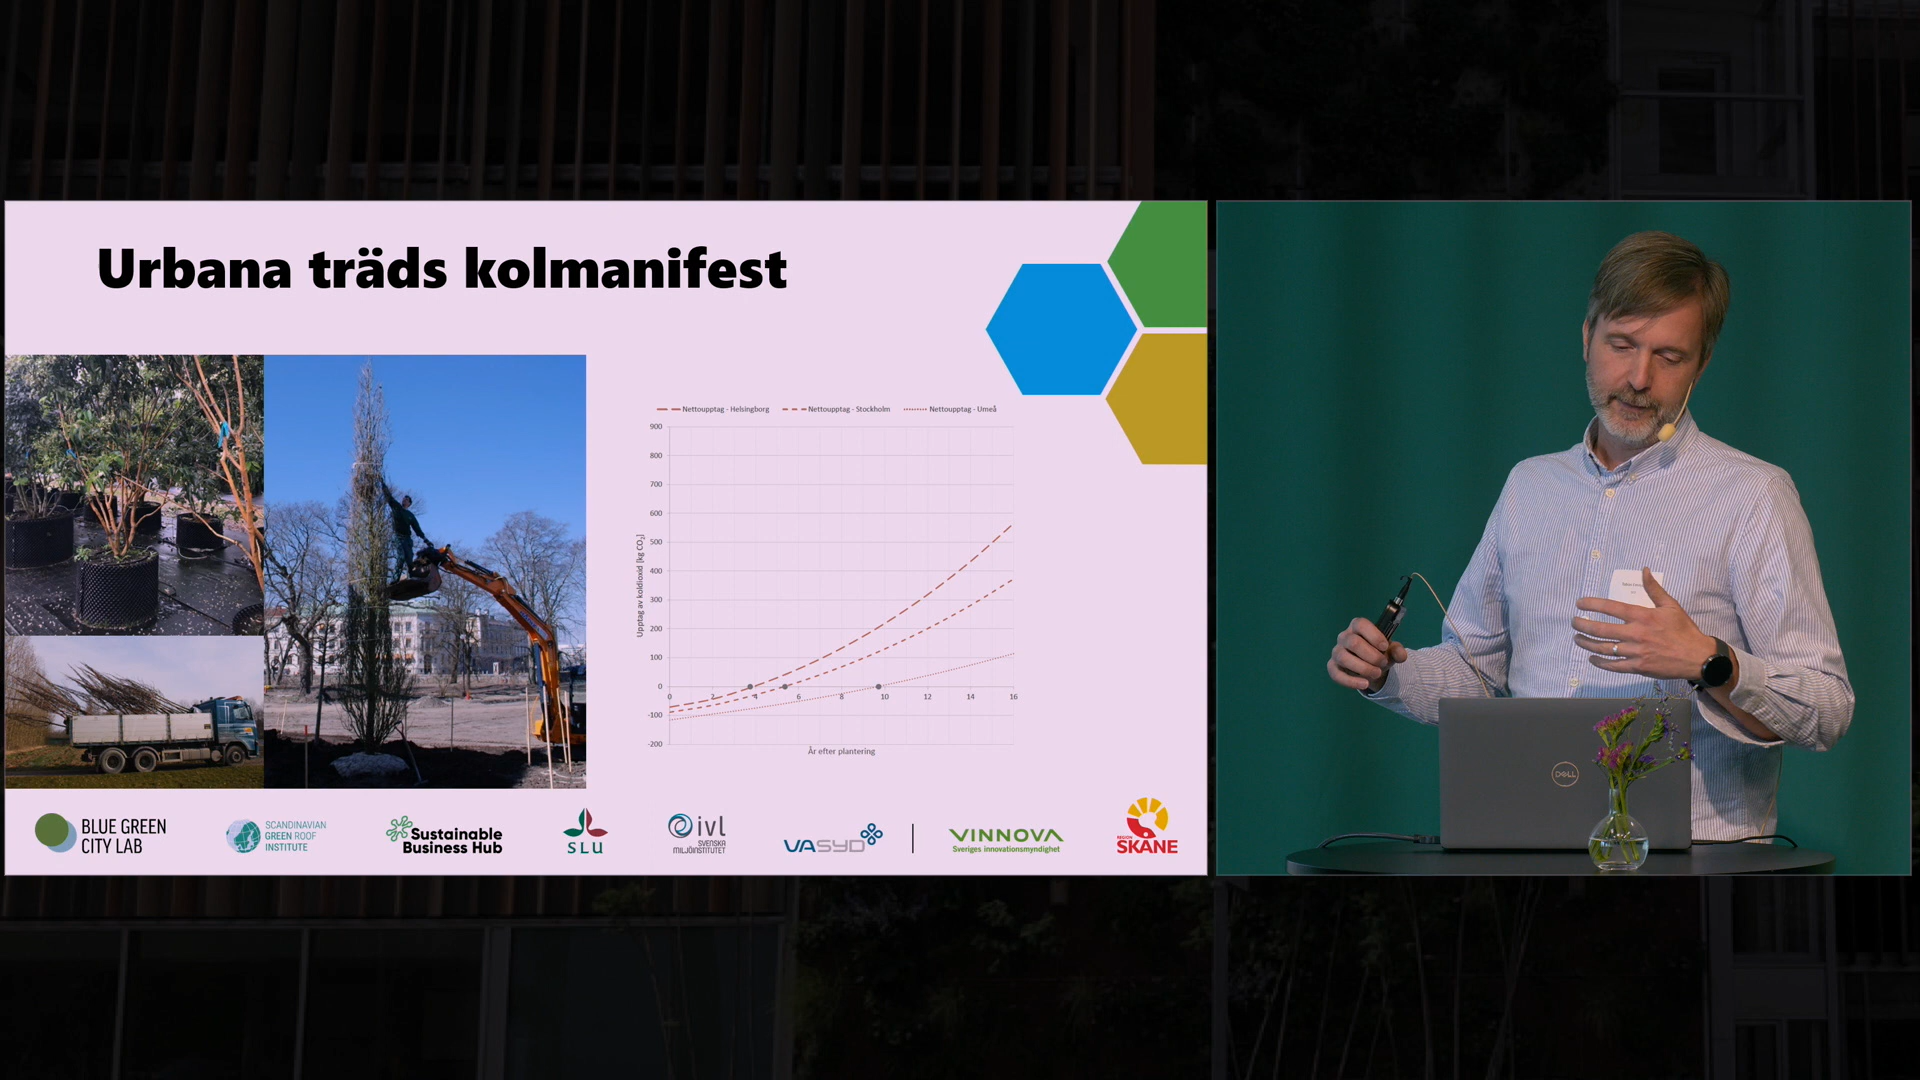 Urbana träds kolmanifest
Nettoupptag - Helsingborg
Nettoupptag - Stockholm
Nettoupptag - Umeå
900
800
700
600
500
400
300
200
100
0
-100
-200
Upptag av koldioxid [kg CO₂]
0 2 4 6 8 10 12 14 16
År efter plantering
BLUE GREEN
CITY LAB
SCANDINAVIAN
GREEN ROOF
INSTITUTE
Sustainable
Business Hub
SLU
ivl
SVENSKA
MILJÖINSTITUTET
VA SYD
VINNOVA
Sveriges innovationsmyndighet
REGION
SKÅNE
DELL